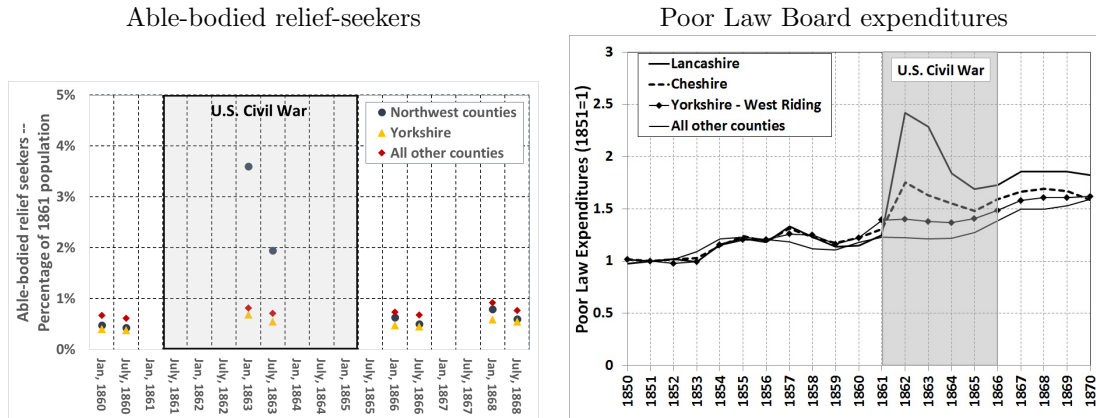 Able-bodied relief-seekers
Able-bodied relief seekers --
Percentage of 1861 population
5%
4%
3%
2%
1%
0%
U.S. Civil War
Northwest counties
Yorkshire
All other counties
Jan, 1860
July, 1860
Jan, 1861
July, 1861
Jan, 1862
July, 1862
Jan, 1863
July, 1863
Jan, 1864
July, 1864
Jan, 1865
July, 1865
Jan, 1866
July, 1866
Jan, 1867
July, 1867
Jan, 1868
July, 1868
Poor Law Board expenditures
Poor Law Expenditures (1851=1)
3
2.5
2
1.5
1
0.5
0
Lancashire
Cheshire
Yorkshire - West Riding
All other counties
U.S. Civil War
1850
1851
1852
1853
1854
1855
1856
1857
1858
1859
1860
1861
1862
1863
1864
1865
1866
1867
1868
1869
1870